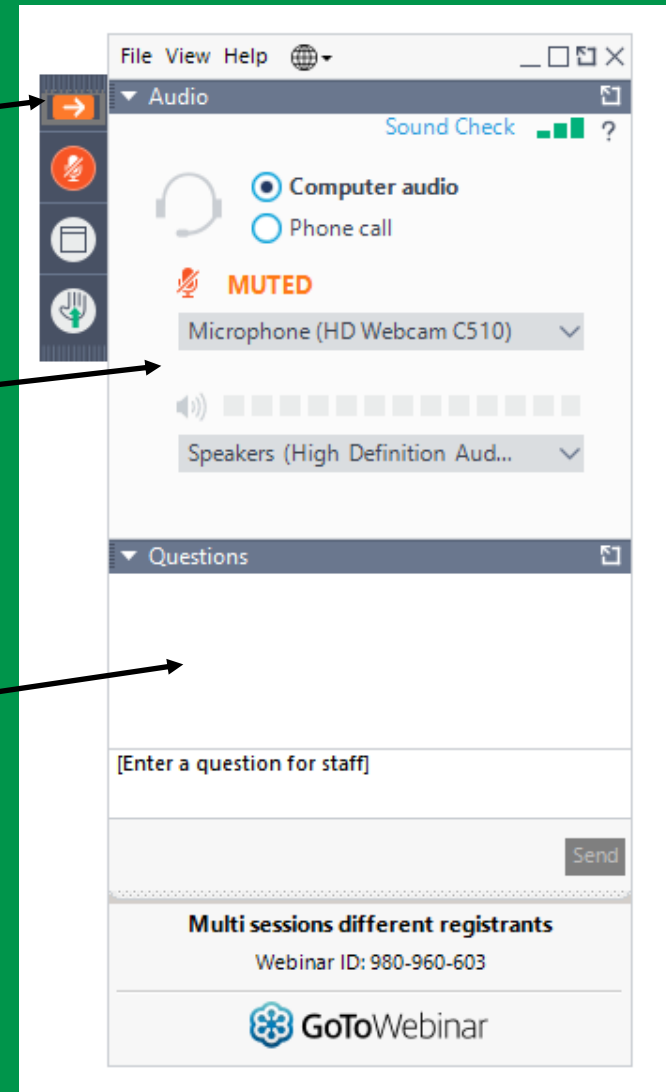 File View Help
Audio
Sound Check ?
Computer audio
Phone call
MUTED
Microphone (HD Webcam C510)
Speakers (High Definition Aud...
Questions
[Enter a question for staff]
Send
Multi sessions different registrants
Webinar ID: 980-960-603
GoToWebinar